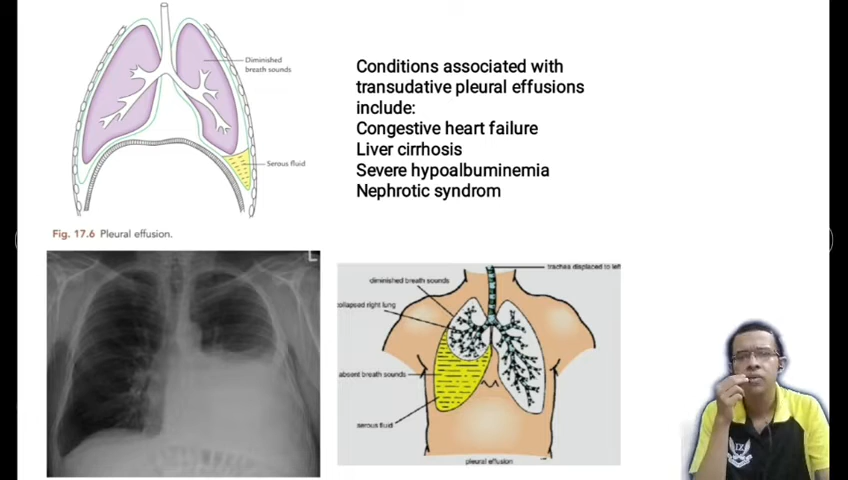 Diminished
breath sounds
Serous fluid
Fig. 17.6 Pleural effusion.
Conditions associated with
transudative pleural effusions
include:
Congestive heart failure
Liver cirrhosis
Severe hypoalbuminemia
Nephrotic syndrom
L
trachea displaced to left
diminished breath sounds
collapsed right lung
absent breath sounds
serous fluid
pleural effusion